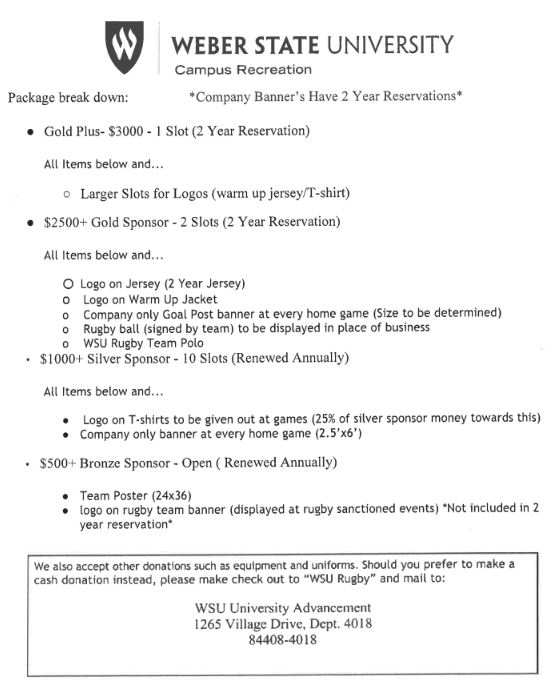 WEBER STATE UNIVERSITY
Campus Recreation
Package break down: *Company Banner's Have 2 Year Reservations*
• Gold Plus- $3000 - 1 Slot (2 Year Reservation)
All Items below and...
o Larger Slots for Logos (warm up jersey/T-shirt)
• $2500+ Gold Sponsor - 2 Slots (2 Year Reservation)
All Items below and...
O Logo on Jersey (2 Year Jersey)
o Logo on Warm Up Jacket
o Company only Goal Post banner at every home game (Size to be determined)
o Rugby ball (signed by team) to be displayed in place of business
o WSU Rugby Team Polo
• $1000+ Silver Sponsor - 10 Slots (Renewed Annually)
All Items below and...
• Logo on T-shirts to be given out at games (25% of silver sponsor money towards this)
• Company only banner at every home game (2.5'x6')
• $500+ Bronze Sponsor - Open ( Renewed Annually)
• Team Poster (24x36)
• logo on rugby team banner (displayed at rugby sanctioned events) *Not included in 2
year reservation*
We also accept other donations such as equipment and uniforms. Should you prefer to make a
cash donation instead, please make check out to “WSU Rugby” and mail to:
WSU University Advancement
1265 Village Drive, Dept. 4018
84408-4018